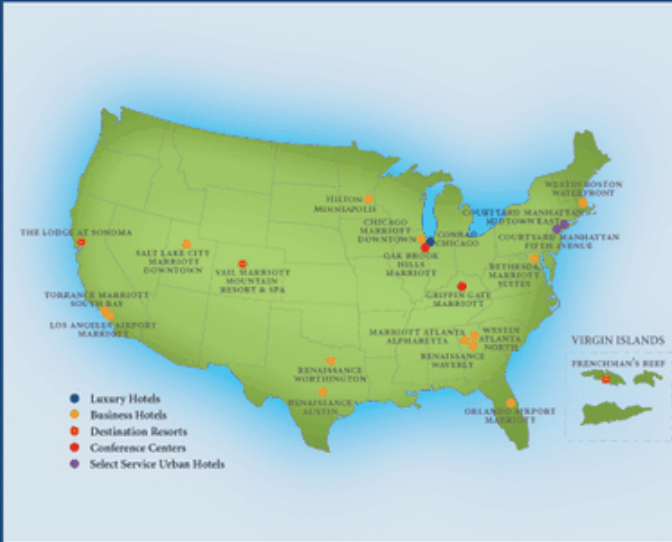 WESTIN BOSTON
WATERFRONT
HILTON
MINNEAPOLIS
COURTYARD MANHATTAN
MIDTOWN EAST
CHICAGO
MARRIOTT
DOWNTOWN
CONRAD
CHICAGO
THE LODGE AT SONOMA
COURTYARD MANHATTAN
FIFTH AVENUE
SALT LAKE CITY
MARRIOTT
DOWNTOWN
OAK BROOK
HILLS
MARRIOTT
VAIL MARRIOTT
MOUNTAIN
RESORT & SPA
BETHESDA
MARRIOTT
SUITES
GRIFFIN GATE
MARRIOTT
TORRANCE MARRIOTT
SOUTH BAY
LOS ANGELES AIRPORT
MARRIOTT
MARRIOTT ATLANTA
ALPHARETTA
WESTIN
ATLANTA
NORTH
RENAISSANCE
WAVERLY
VIRGIN ISLANDS
FRENCHMAN'S REEF
RENAISSANCE
WORTHINGTON
RENAISSANCE
AUSTIN
ORLANDO AIRPORT
MARRIOTT
Luxury Hotels
Business Hotels
Destination Resorts
Conference Centers
Select Service Urban Hotels